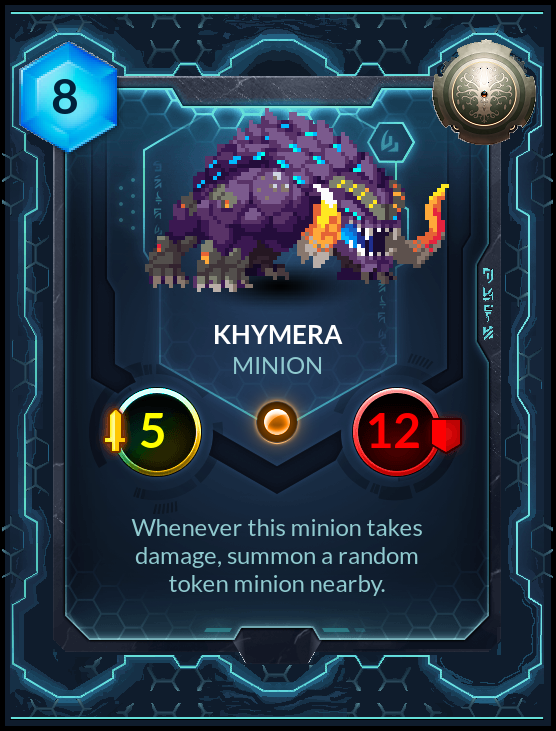 8
KHYMERA
MINION
5
12
Whenever this minion takes
damage, summon a random
token minion nearby.